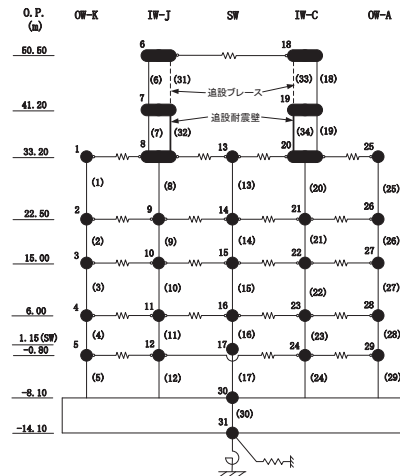 O.P.
(m)
OW-K IW-J SW IW-C OW-A
50.50 6 18
(6) (31) (33) (18)
追設ブレース
41.20 7 19
追設耐震壁
(7) (32) (34) (19)
33.20 1 8 13 20 25
(1) (8) (13) (20) (25)
22.50 2 9 14 21 26
(2) (9) (14) (21) (26)
15.00 3 10 15 22 27
(3) (10) (15) (22) (27)
6.00 4 11 16 23 28
(4) (11) (16) (23) (28)
1.15(SW) 17
-0.80 5 12 24 29
(5) (12) (17) (24) (29)
-8.10 30
(30)
-14.10 31